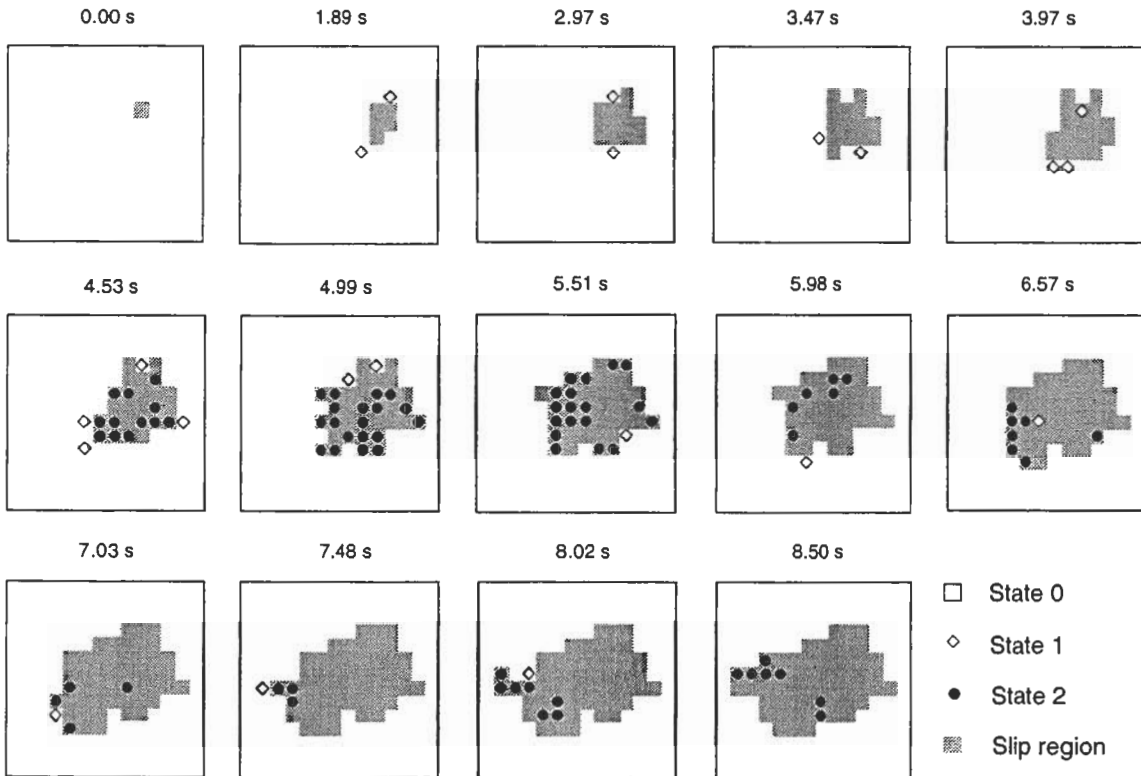 0.00 s 1.89 s 2.97 s 3.47 s 3.97 s
4.53 s 4.99 s 5.51 s 5.98 s 6.57 s
7.03 s 7.48 s 8.02 s 8.50 s
State 0
State 1
State 2
Slip region